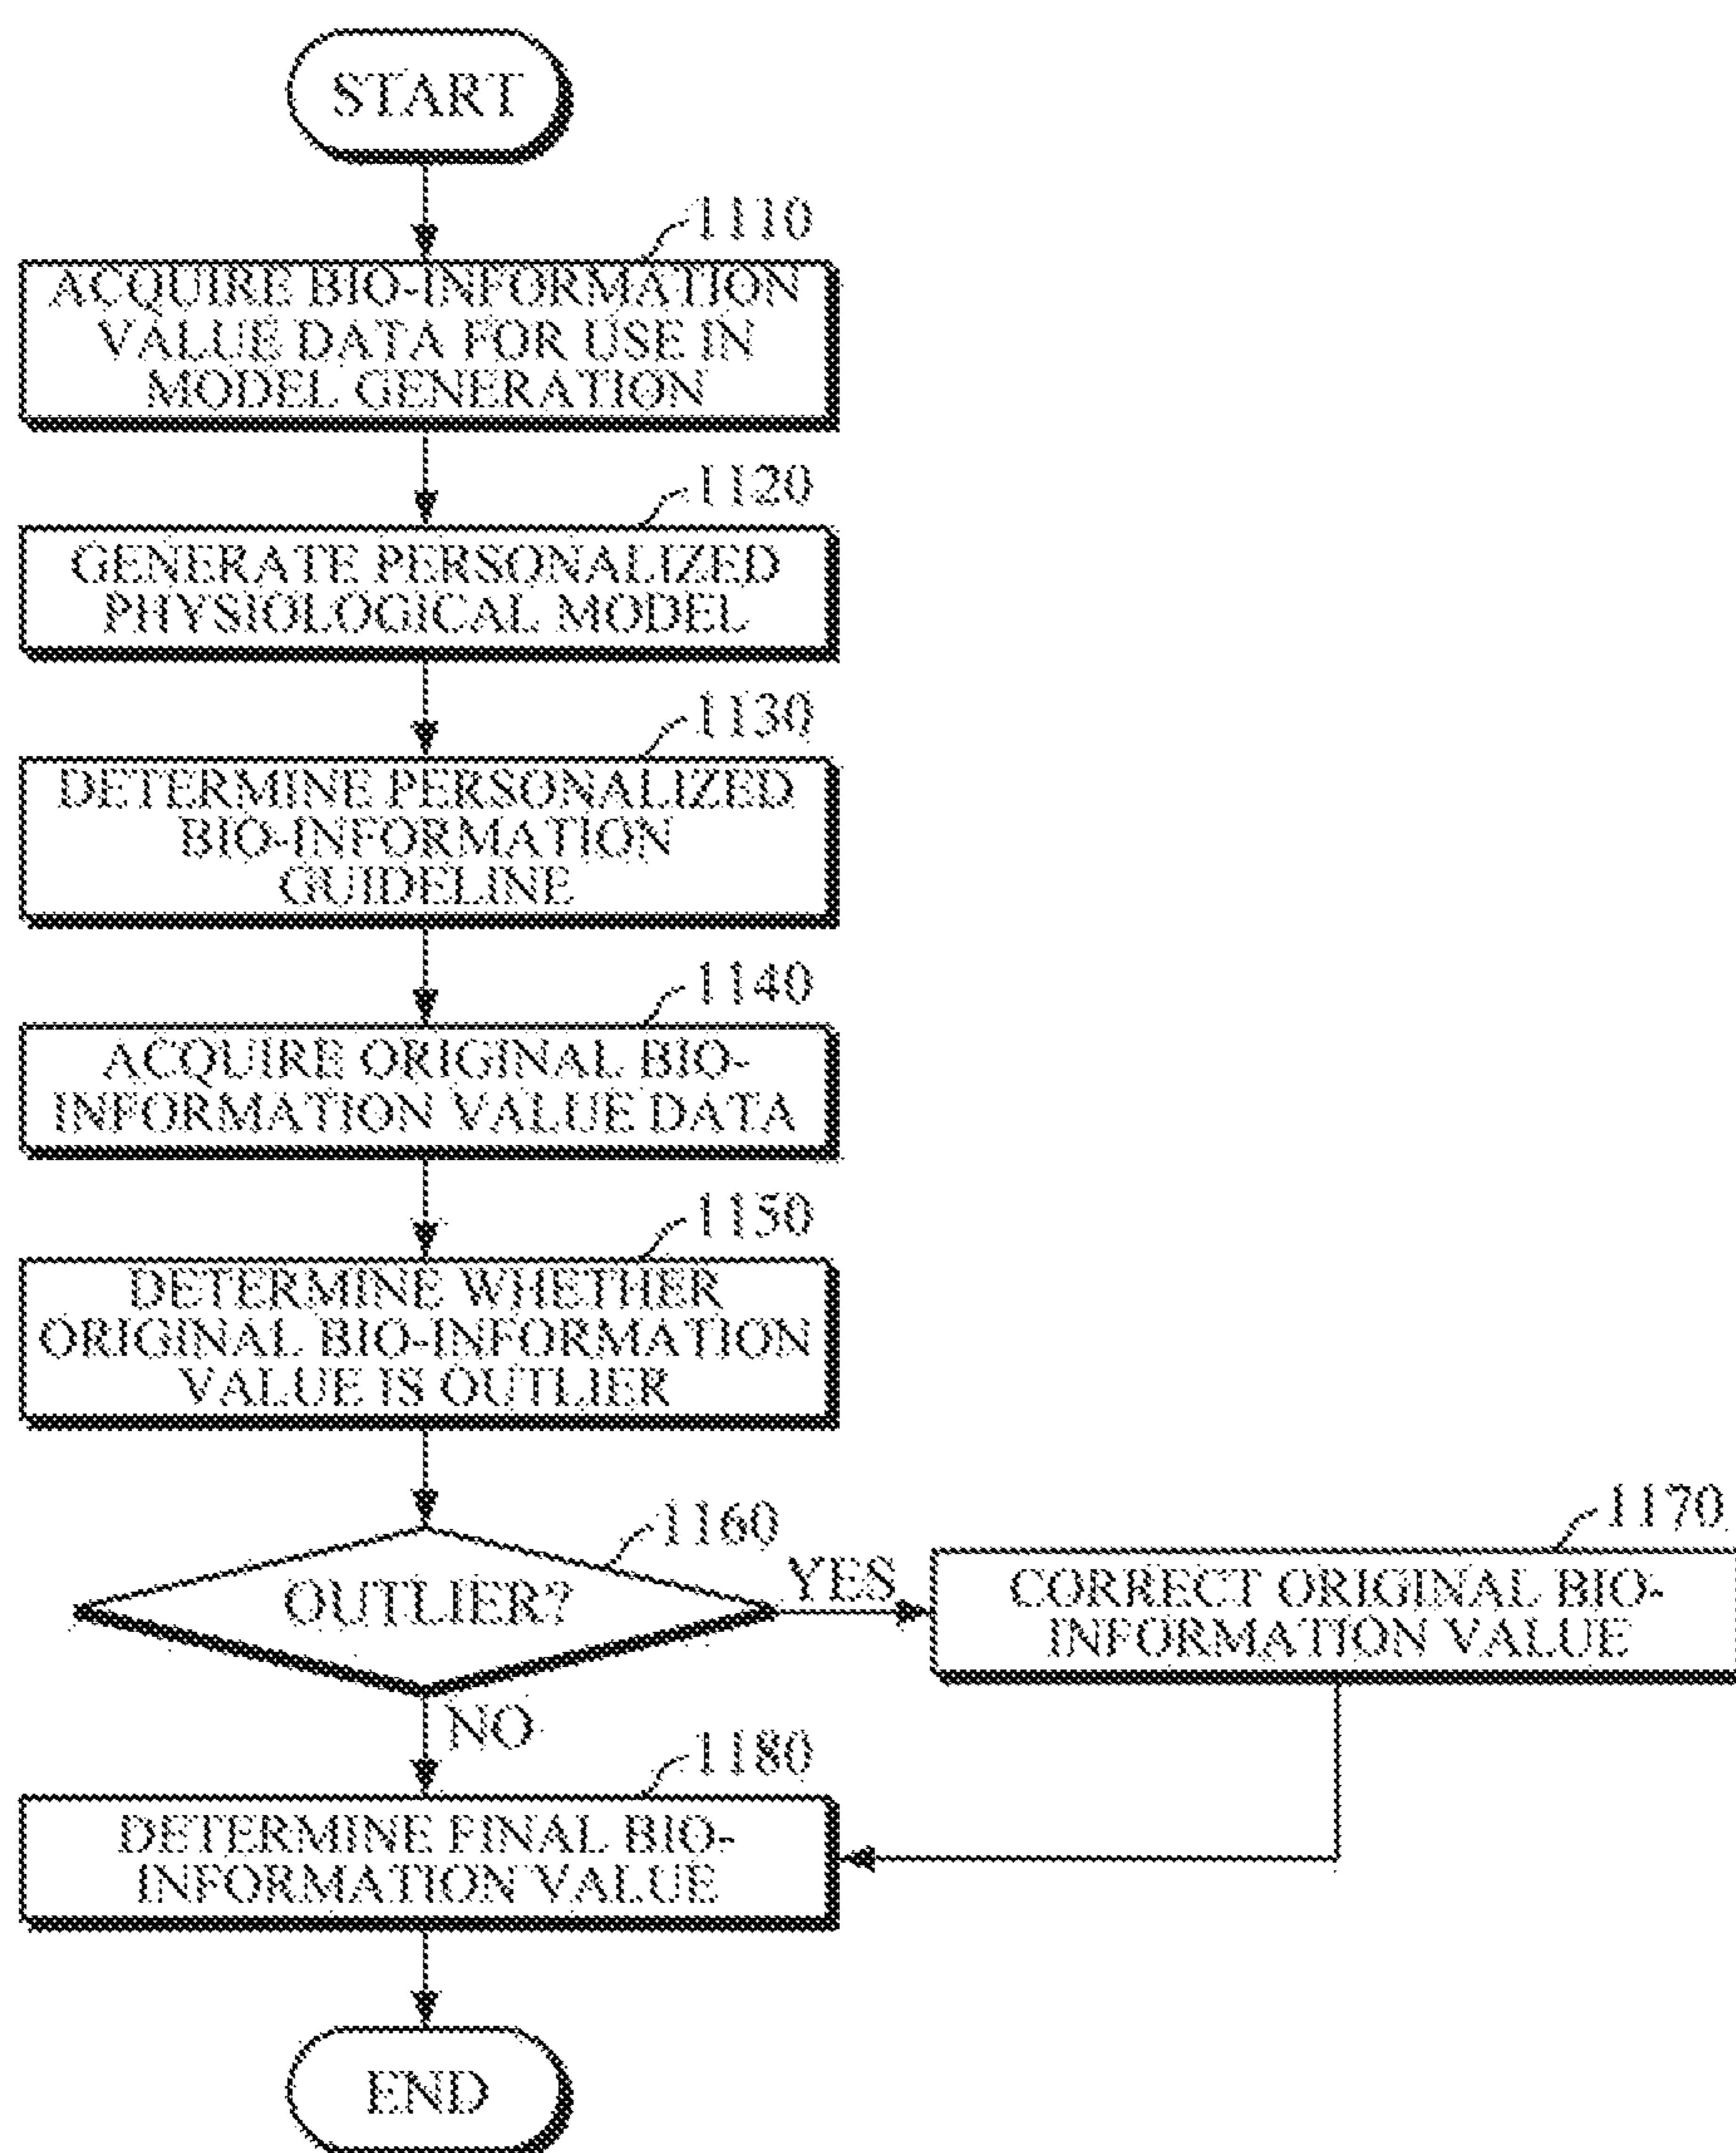 START
1110
ACQUIRE BIO-INFORMATION
VALUE DATA FOR USE IN
MODEL GENERATION
1120
GENERATE PERSONALIZED
PHYSIOLOGICAL MODEL
1130
DETERMINE PERSONALIZED
BIO-INFORMATION
GUIDELINE
1140
ACQUIRE ORIGINAL BIO-
INFORMATION VALUE DATA
1150
DETERMINE WHETHER
ORIGINAL BIO-INFORMATION
VALUE IS OUTLIER
1160
OUTLIER?
YES
1170
CORRECT ORIGINAL BIO-
INFORMATION VALUE
NO
1180
DETERMINE FINAL BIO-
INFORMATION VALUE
END